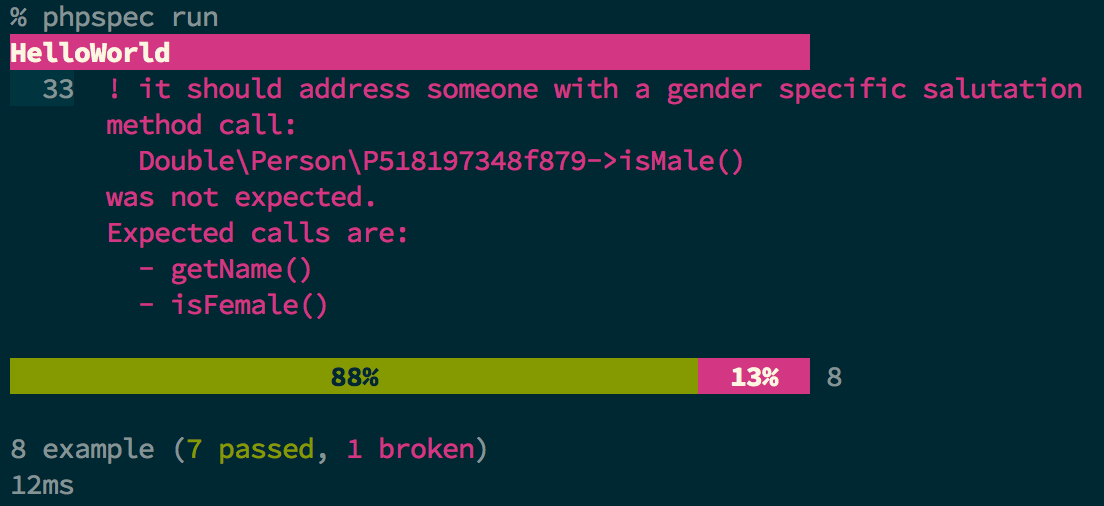 % phpspec run
HelloWorld
33 ! it should address someone with a gender specific salutation
method call:
Double\Person\P518197348f879->isMale()
was not expected.
Expected calls are:
- getName()
- isFemale()
88% 13% 8
8 example (7 passed, 1 broken)
12ms